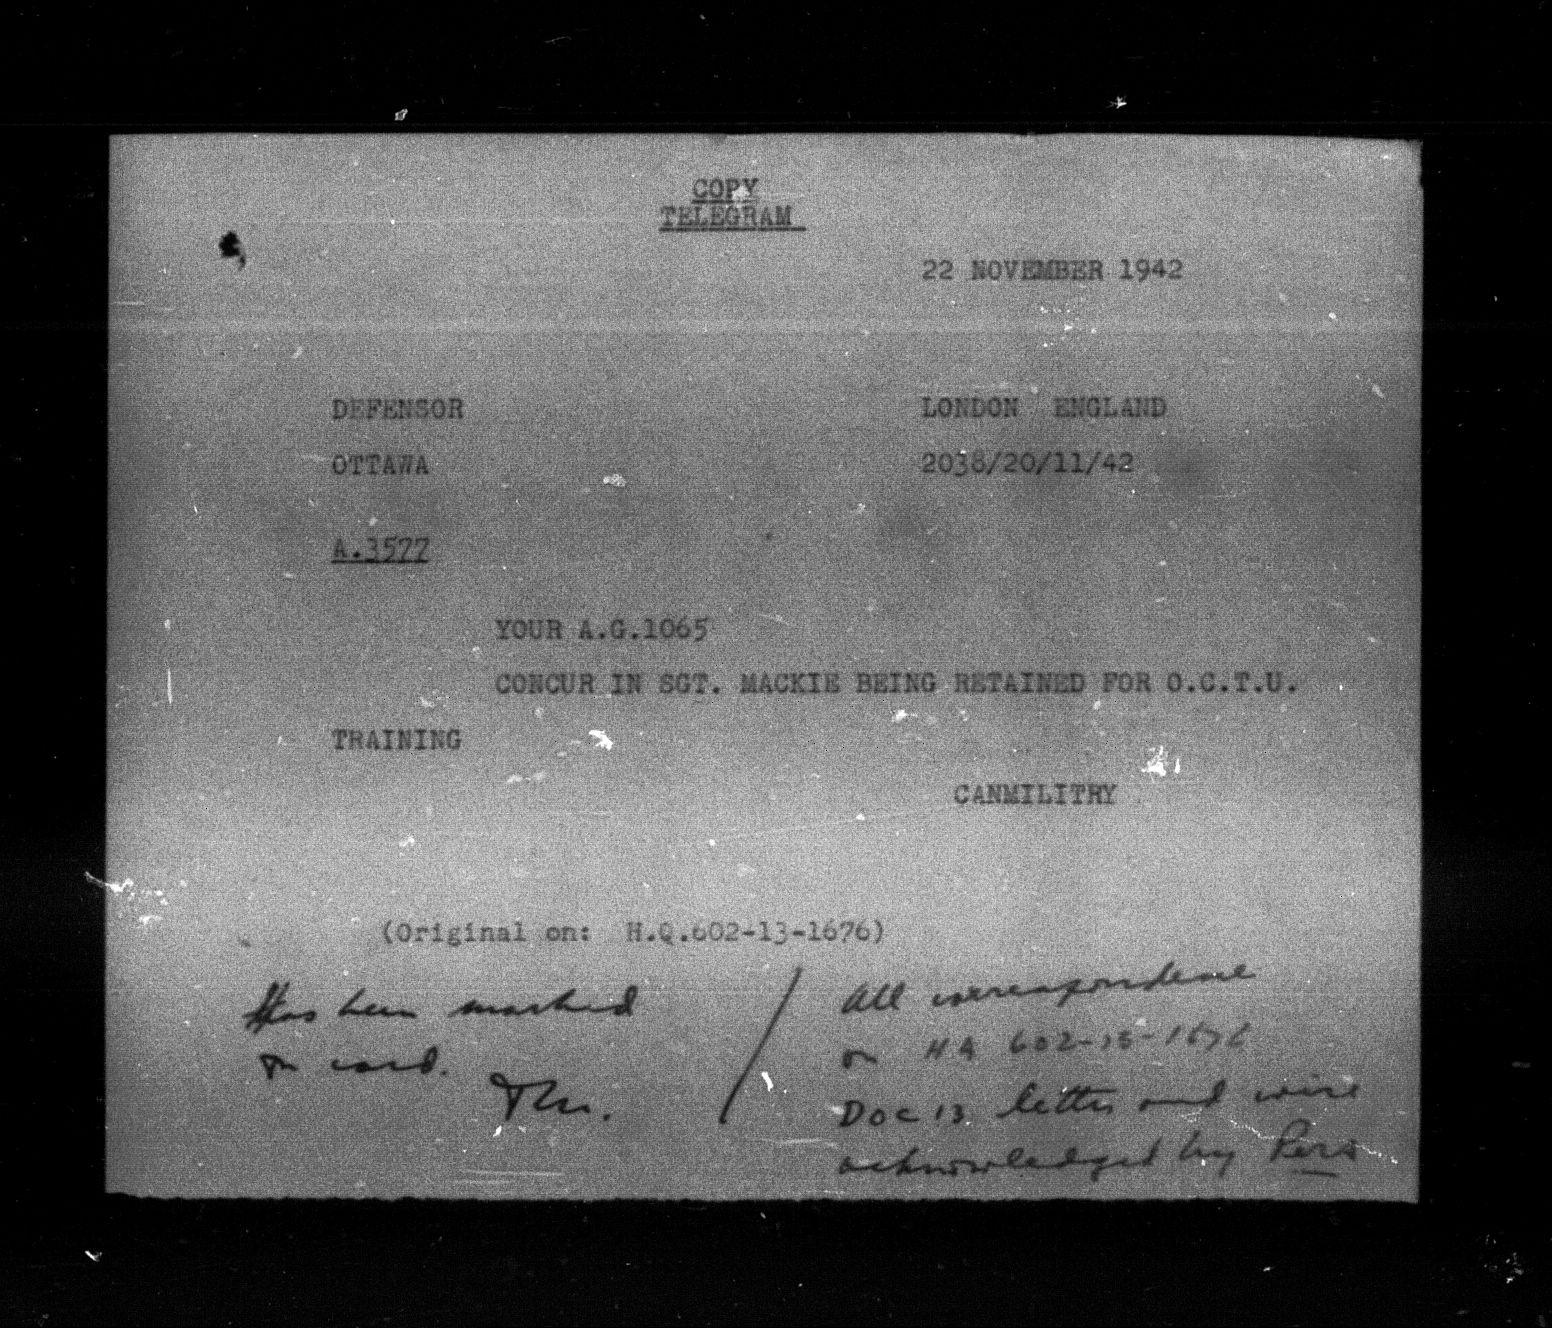 COPY
TELEGRAM
22 NOVEMBER 1942
DEFENSOR LONDON ENGLAND
OTTAWA 2038/20/11/42
A.3577
YOUR A.G.1065
CONCUR IN SGT. MACKIE BEING RETAINED FOR O.C.T.U.
TRAINING
CANMILITRY
(Original on: H.Q.602-13-1676)
Has been marked
on card.
All correspondence
on HQ 602-13-1676
Doc 13 letter and wire
acknowledged by Pers